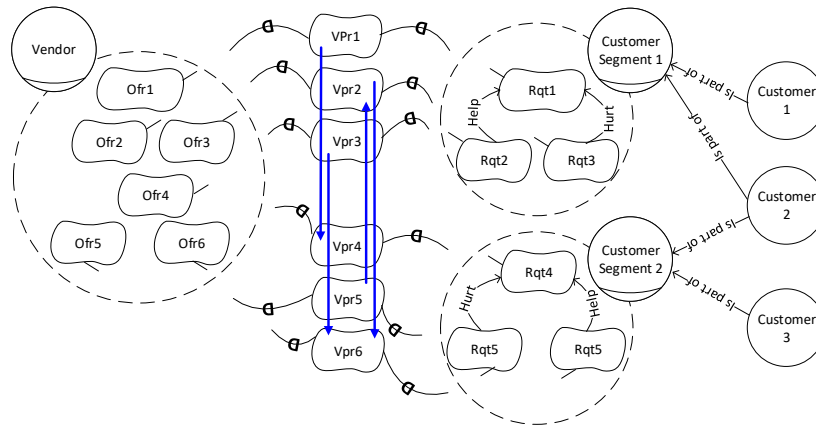 Vendor
Ofr1
Ofr2
Ofr3
Ofr4
Ofr5
Ofr6
D
D
D
D
D
D
VPr1
Vpr2
Vpr3
Vpr4
Vpr5
Vpr6
D
D
D
D
D
D
Rqt1
Help
Hurt
Rqt2
Rqt3
Rqt4
Hurt
Help
Rqt5
Rqt5
Customer
Segment 1
Customer
Segment 2
Is part of
Is part of
Is part of
Is part of
Customer
1
Customer
2
Customer
3